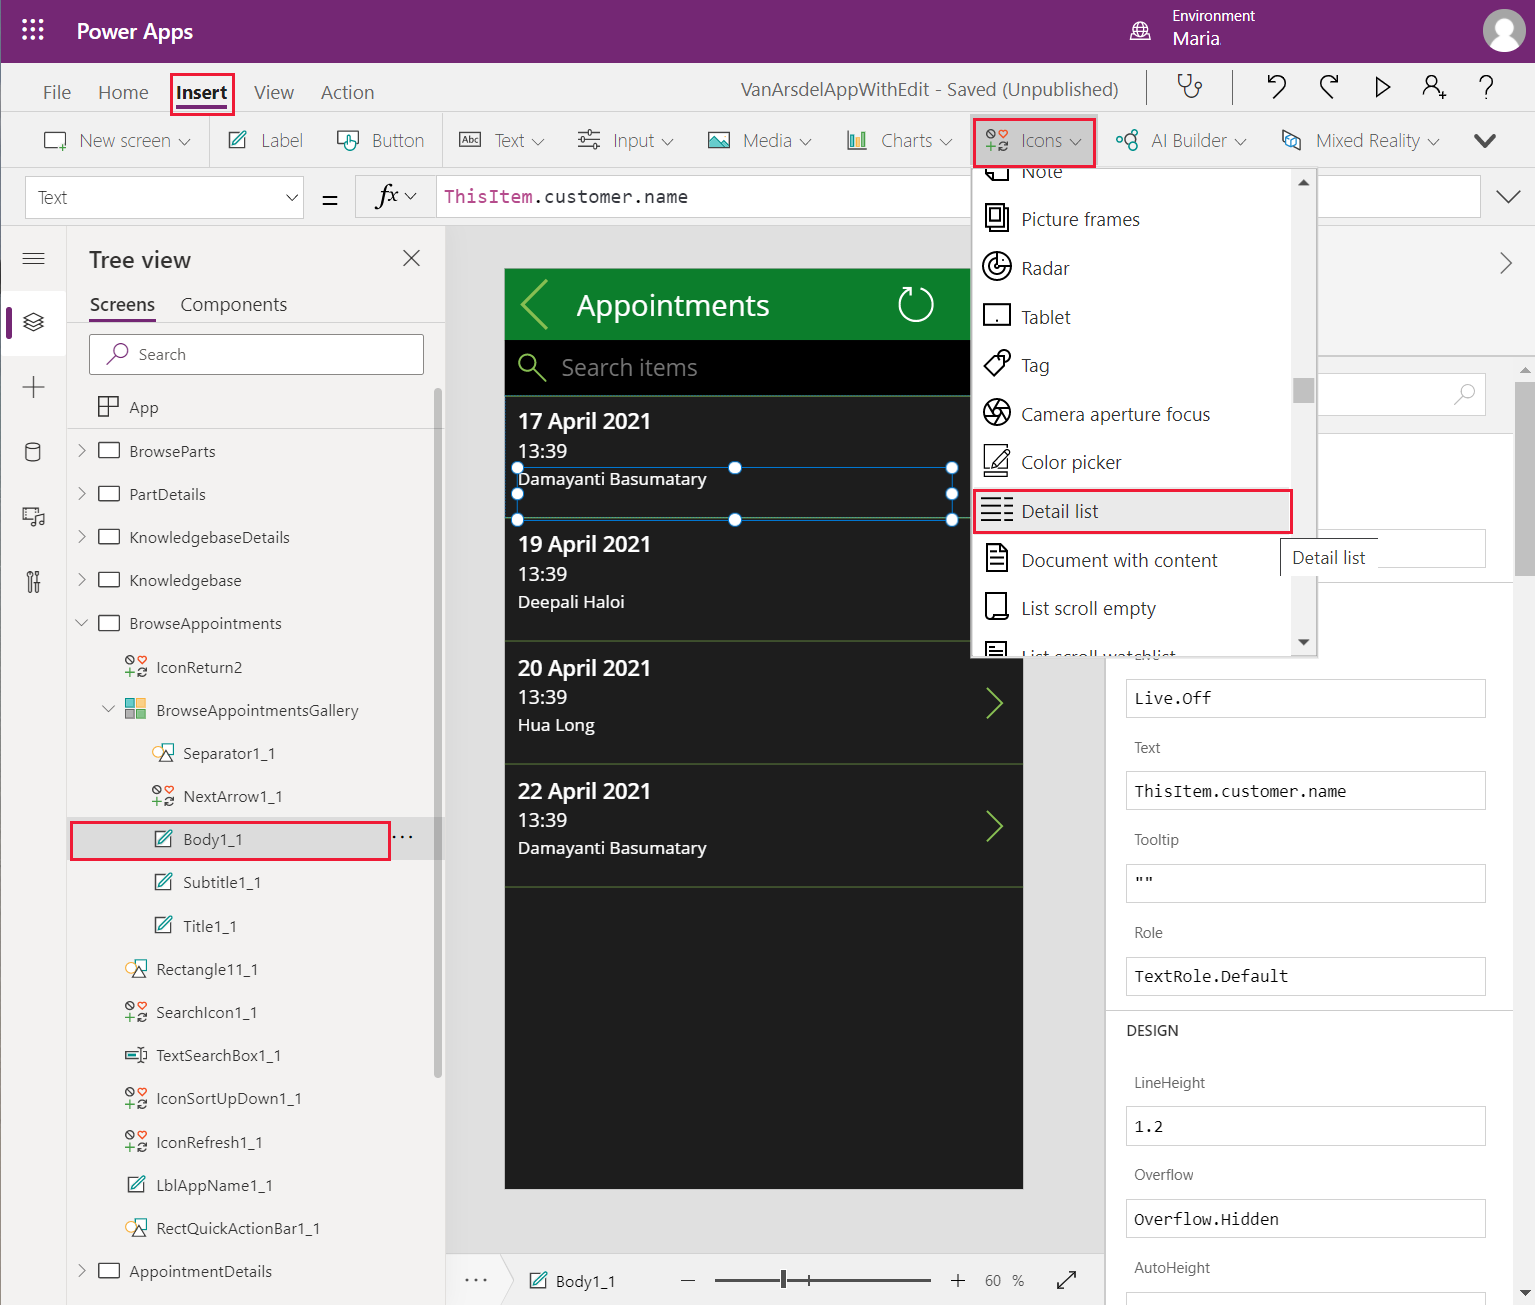 Power Apps
Environment
Maria
File
Home
Insert
View
Action
VanArsdelAppWithEdit - Saved (Unpublished)
?
New screen
Label
Button
Abc
Text
Input
Media
Charts
Icons
AI Builder
Mixed Reality
Text
=
fx
ThisItem.customer.name
Tree view
Screens
Components
Search
App
BrowseParts
PartDetails
KnowledgebaseDetails
Knowledgebase
BrowseAppointments
IconReturn2
BrowseAppointmentsGallery
Separator1_1
NextArrow1_1
Body1_1
...
Subtitle1_1
Title1_1
Rectangle11_1
SearchIcon1_1
TextSearchBox1_1
IconSortUpDown1_1
IconRefresh1_1
LblAppName1_1
RectQuickActionBar1_1
AppointmentDetails
Appointments
Search items
17 April 2021
13:39
Damayanti Basumatary
19 April 2021
13:39
Deepali Haloi
20 April 2021
13:39
Hua Long
22 April 2021
13:39
Damayanti Basumatary
... Body1_1
60 %
Note
Picture frames
Radar
Tablet
Tag
Camera aperture focus
Color picker
Detail list
Document with content
List scroll empty
List scroll watchlist
Detail list
Live
Live.Off
Text
ThisItem.customer.name
Tooltip
""
Role
TextRole.Default
DESIGN
LineHeight
1.2
Overflow
Overflow.Hidden
AutoHeight